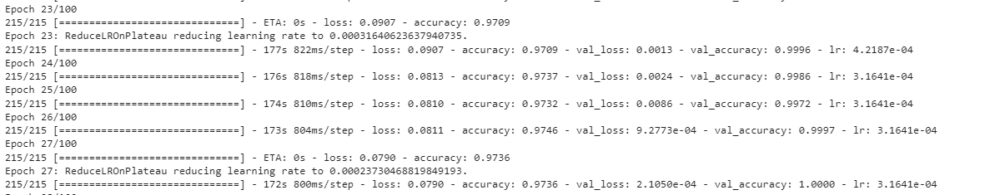 Epoch 23/100
215/215 [==============================] - ETA: 0s - loss: 0.0907 - accuracy: 0.9709
Epoch 23: ReduceLROnPlateau reducing learning rate to 0.00031640623637940735.
215/215 [==============================] - 177s 822ms/step - loss: 0.0907 - accuracy: 0.9709 - val_loss: 0.0013 - val_accuracy: 0.9996 - lr: 4.2187e-04
Epoch 24/100
215/215 [==============================] - 176s 818ms/step - loss: 0.0813 - accuracy: 0.9737 - val_loss: 0.0024 - val_accuracy: 0.9986 - lr: 3.1641e-04
Epoch 25/100
215/215 [==============================] - 174s 810ms/step - loss: 0.0810 - accuracy: 0.9732 - val_loss: 0.0086 - val_accuracy: 0.9972 - lr: 3.1641e-04
Epoch 26/100
215/215 [==============================] - 173s 804ms/step - loss: 0.0811 - accuracy: 0.9746 - val_loss: 9.2773e-04 - val_accuracy: 0.9997 - lr: 3.1641e-04
Epoch 27/100
215/215 [==============================] - ETA: 0s - loss: 0.0790 - accuracy: 0.9736
Epoch 27: ReduceLROnPlateau reducing learning rate to 0.00023730468819849193.
215/215 [==============================] - 172s 800ms/step - loss: 0.0790 - accuracy: 0.9736 - val_loss: 2.1050e-04 - val_accuracy: 1.0000 - lr: 3.1641e-04